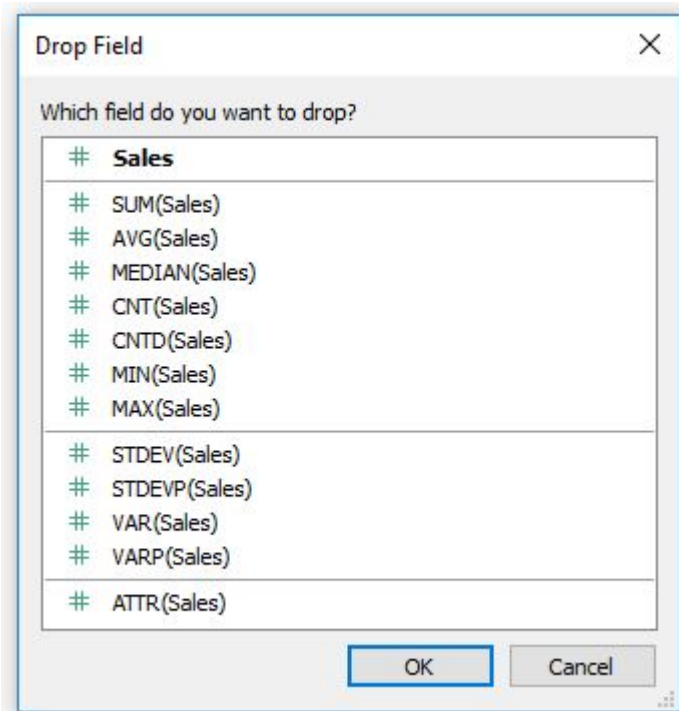 Drop Field
Which field do you want to drop?
# Sales
# SUM(Sales)
# AVG(Sales)
# MEDIAN(Sales)
# CNT(Sales)
# CNTD(Sales)
# MIN(Sales)
# MAX(Sales)
# STDEV(Sales)
# STDEVP(Sales)
# VAR(Sales)
# VARP(Sales)
# ATTR(Sales)
OK Cancel